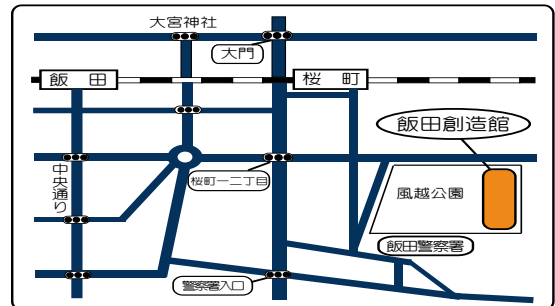 大宮神社
大門
飯田
桜町
飯田創造館
桜町一二丁目
中央通り
風越公園
飯田警察署
警察署入口